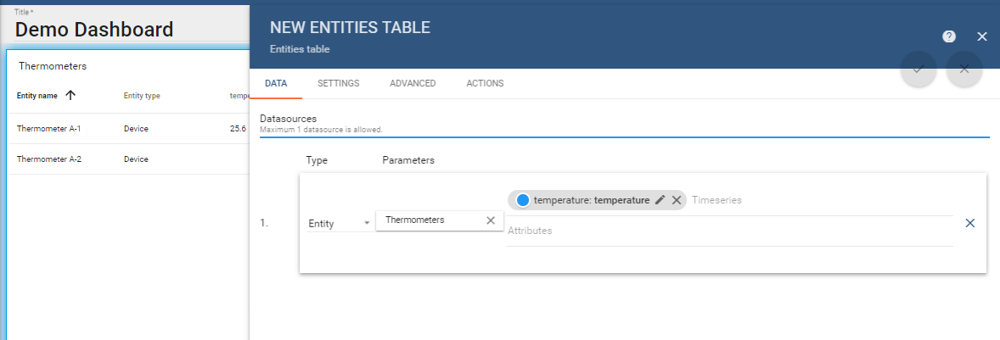 Title *
Demo Dashboard
Thermometers
Entity name
Entity type
tempe
Thermometer A-1
Device
25.6
Thermometer A-2
Device
NEW ENTITIES TABLE
Entities table
?
DATA
SETTINGS
ADVANCED
ACTIONS
Datasources
Maximum 1 datasource is allowed.
Type
Parameters
1.
Entity
Thermometers
temperature: temperature
Timeseries
Attributes